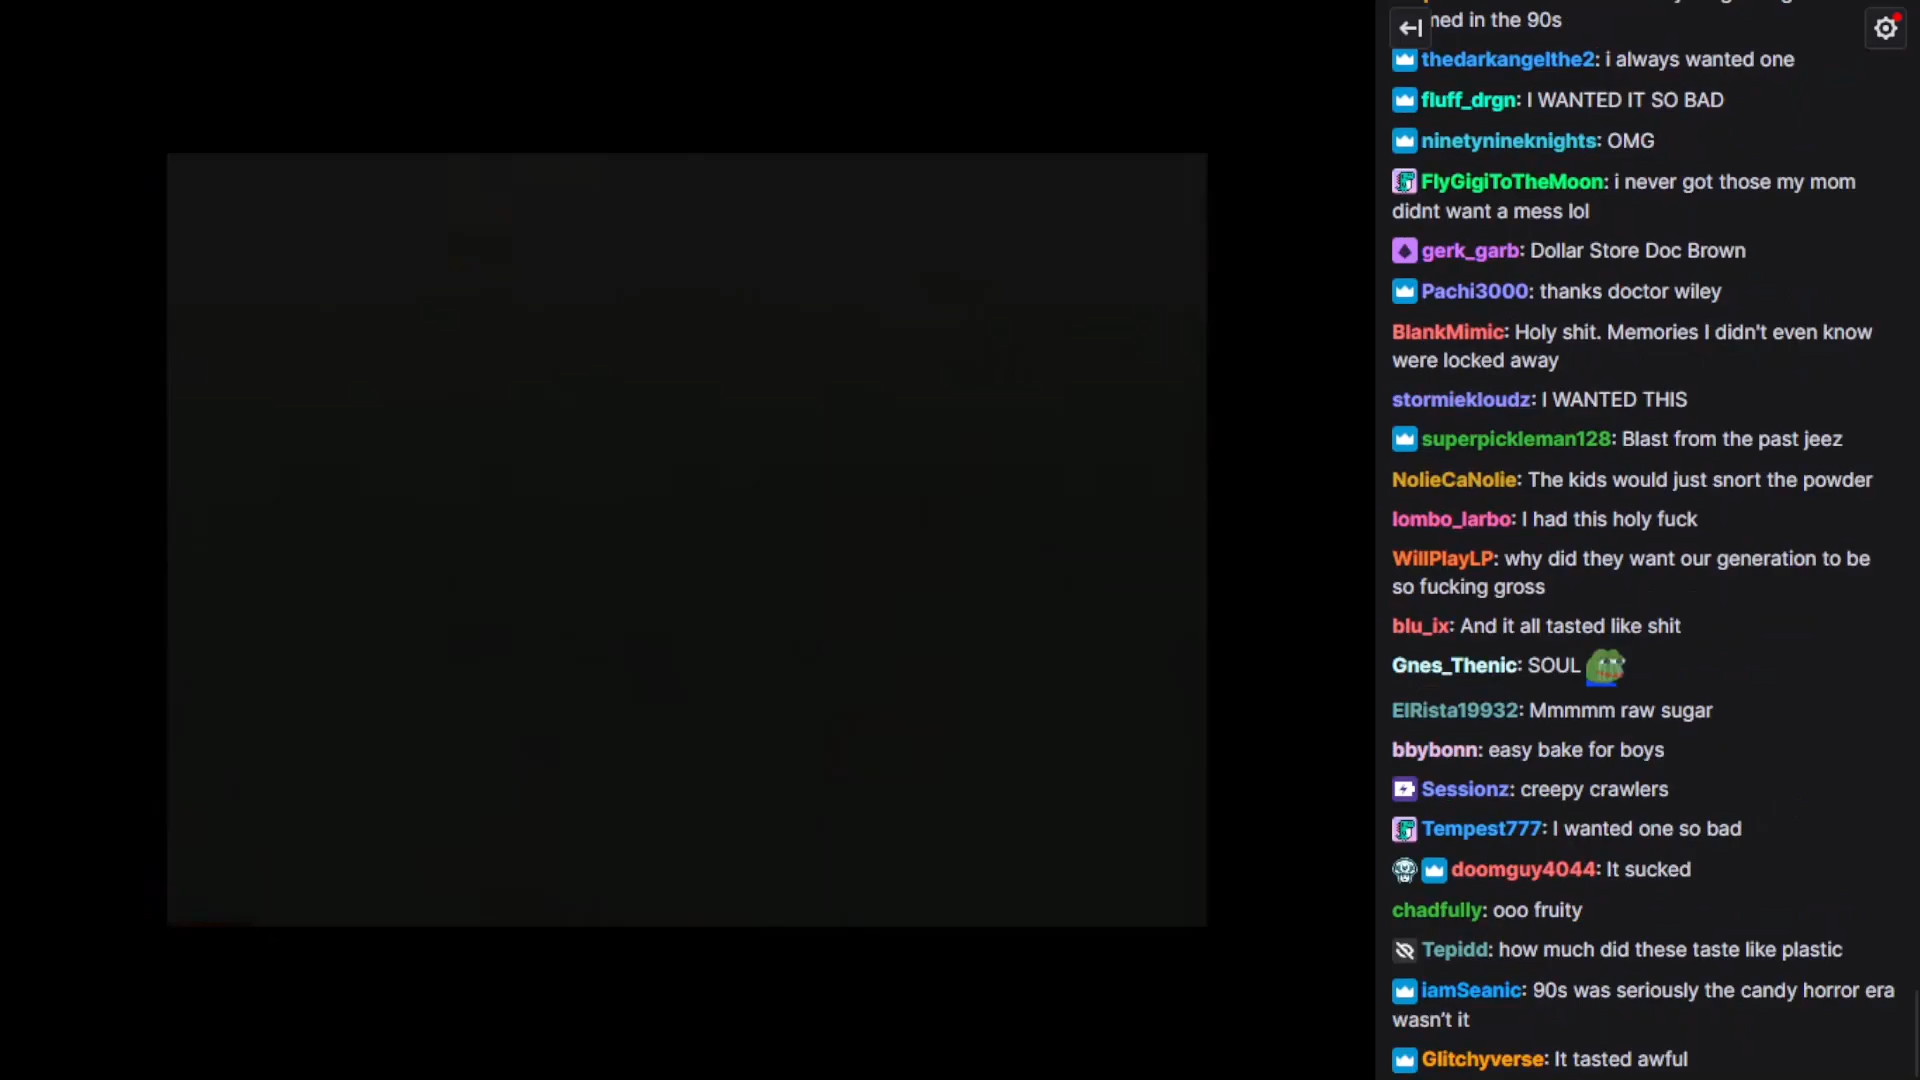 med in the 90s
thedarkangelthe2: i always wanted one
fluff_drgn: I WANTED IT SO BAD
ninetynineknights: OMG
FlyGigiToTheMoon: i never got those my mom
didnt want a mess lol
gerk_garb: Dollar Store Doc Brown
Pachi3000: thanks doctor wiley
BlankMimic: Holy shit. Memories I didn't even know
were locked away
stormiekloudz: I WANTED THIS
superpickleman128: Blast from the past jeez
NolieCaNolie: The kids would just snort the powder
lombo_larbo: I had this holy fuck
WillPlayLP: why did they want our generation to be
so fucking gross
blu_ix: And it all tasted like shit
Gnes_Thenic: SOUL
ElRista19932: Mmmmm raw sugar
bbybonn: easy bake for boys
Sessionz: creepy crawlers
Tempest777: I wanted one so bad
doomguy4044: It sucked
chadfully: ooo fruity
Tepidd: how much did these taste like plastic
iamSeanic: 90s was seriously the candy horror era
wasn't it
Glitchyverse: It tasted awful